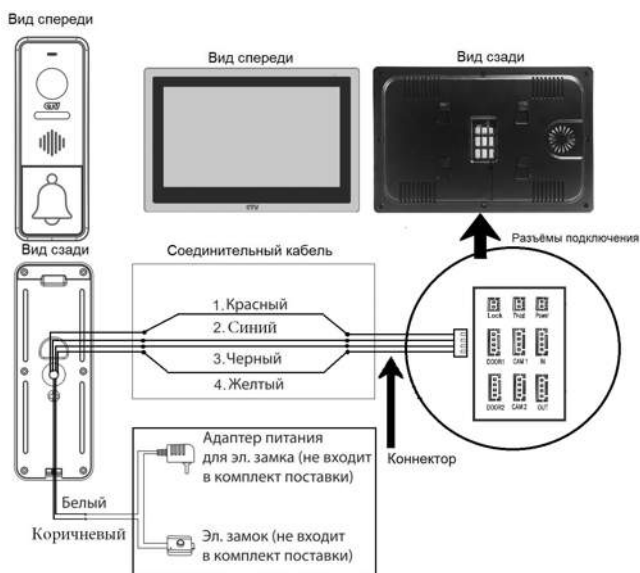 Вид спереди
CTV
Вид сзади
Вид спереди
CTV
Вид сзади
Соединительный кабель
1.Красный
2. Синий
3.Черный
4.Желтый
Разъёмы подключения
Lock
Power
DOOR1
CAM 1
IN
DOOR2
CAM 2
OUT
Коннектор
Белый
Коричневый
Адаптер питания
для эл. замка (не входит
в комплект поставки)
Эл. замок (не входит
в комплект поставки)